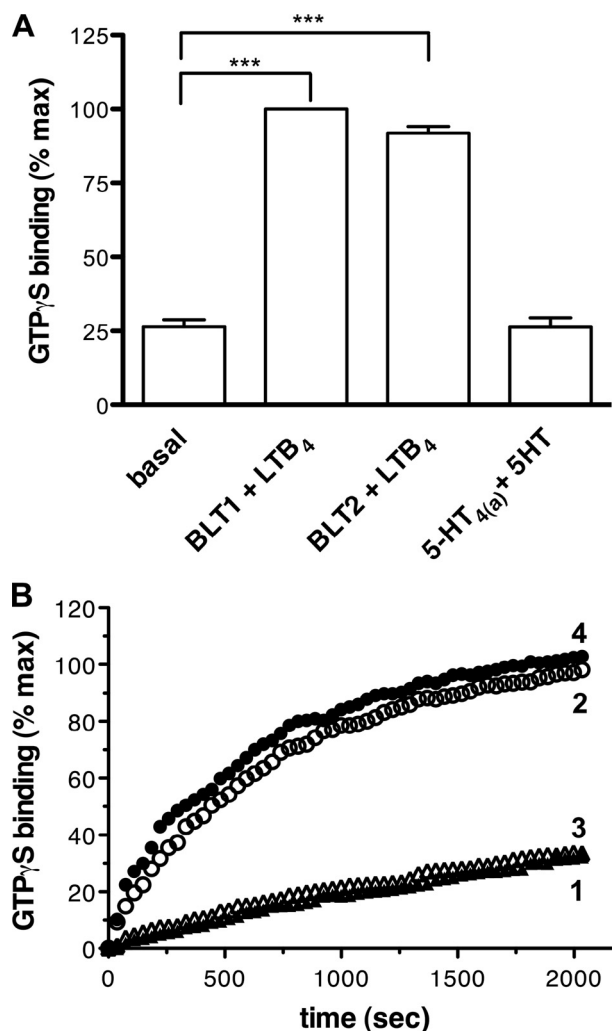 A
GTPγS binding (% max)
125
100
75
50
25
0
***
***
basal
BLT1 + LTB₄
BLT2 + LTB₄
5-HT₄₍ₐ₎ + 5HT
B
GTPγS binding (% max)
120
100
80
60
40
20
0
4
2
3
1
0
500
1000
1500
2000
time (sec)